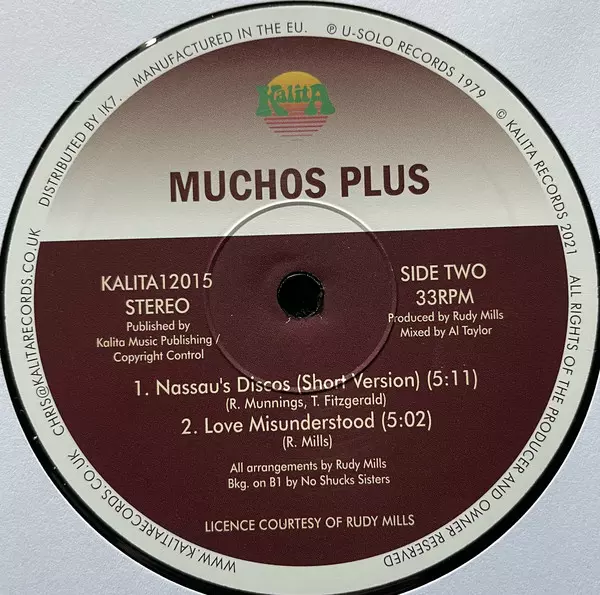 DISTRIBUTED BY !K7. MANUFACTURED IN THE EU. ℗ U-SOLO RECORDS 1979 © KALITA RECORDS 2021 ALL RIGHTS OF THE PRODUCER AND OWNER RESERVED
KalitA
MUCHOS PLUS
KALITA12015
STEREO
Published by
Kalita Music Publishing /
Copyright Control
SIDE TWO
33RPM
Produced by Rudy Mills
Mixed by Al Taylor
1. Nassau's Discos (Short Version) (5:11)
(R. Munnings, T. Fitzgerald)
2. Love Misunderstood (5:02)
(R. Mills)
All arrangements by Rudy Mills
Bkg. on B1 by No Shucks Sisters
LICENCE COURTESY OF RUDY MILLS
WWW.KALITARECORDS.CO.UK CHRIS@KALITARECORDS.CO.UK